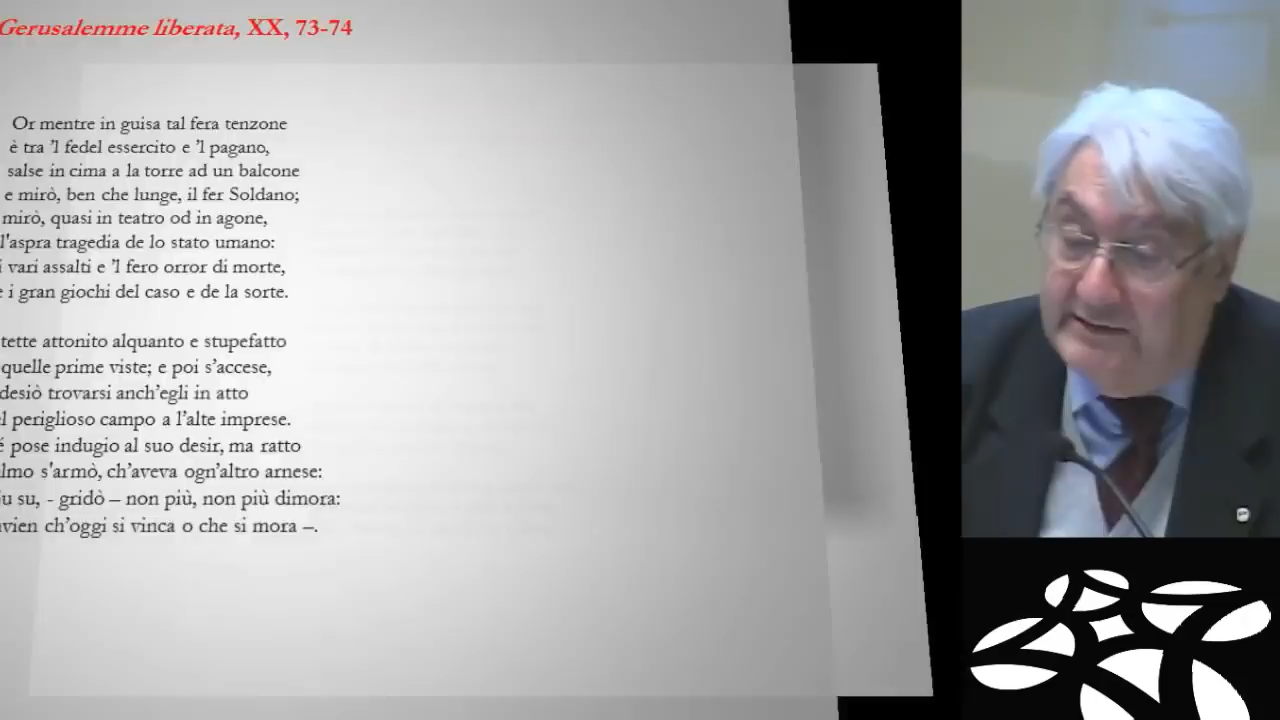 Gerusalemme liberata, XX, 73-74
Or mentre in guisa tal fera tenzone
è tra 'l fedel essercito e 'l pagano,
salse in cima a la torre ad un balcone
e mirò, ben che lunge, il fer Soldano;
mirò, quasi in teatro od in agone,
l'aspra tragedia de lo stato umano:
i vari assalti e 'l fero orror di morte,
e i gran giochi del caso e de la sorte.
tette attonito alquanto e stupefatto
quelle prime viste; e poi s'accese,
desiò trovarsi anch'egli in atto
l periglioso campo a l'alte imprese.
é pose indugio al suo desir, ma ratto
lmo s'armò, ch'aveva ogn'altro arnese:
u su, - gridò – non più, non più dimora:
vien ch'oggi si vinca o che si mora –.